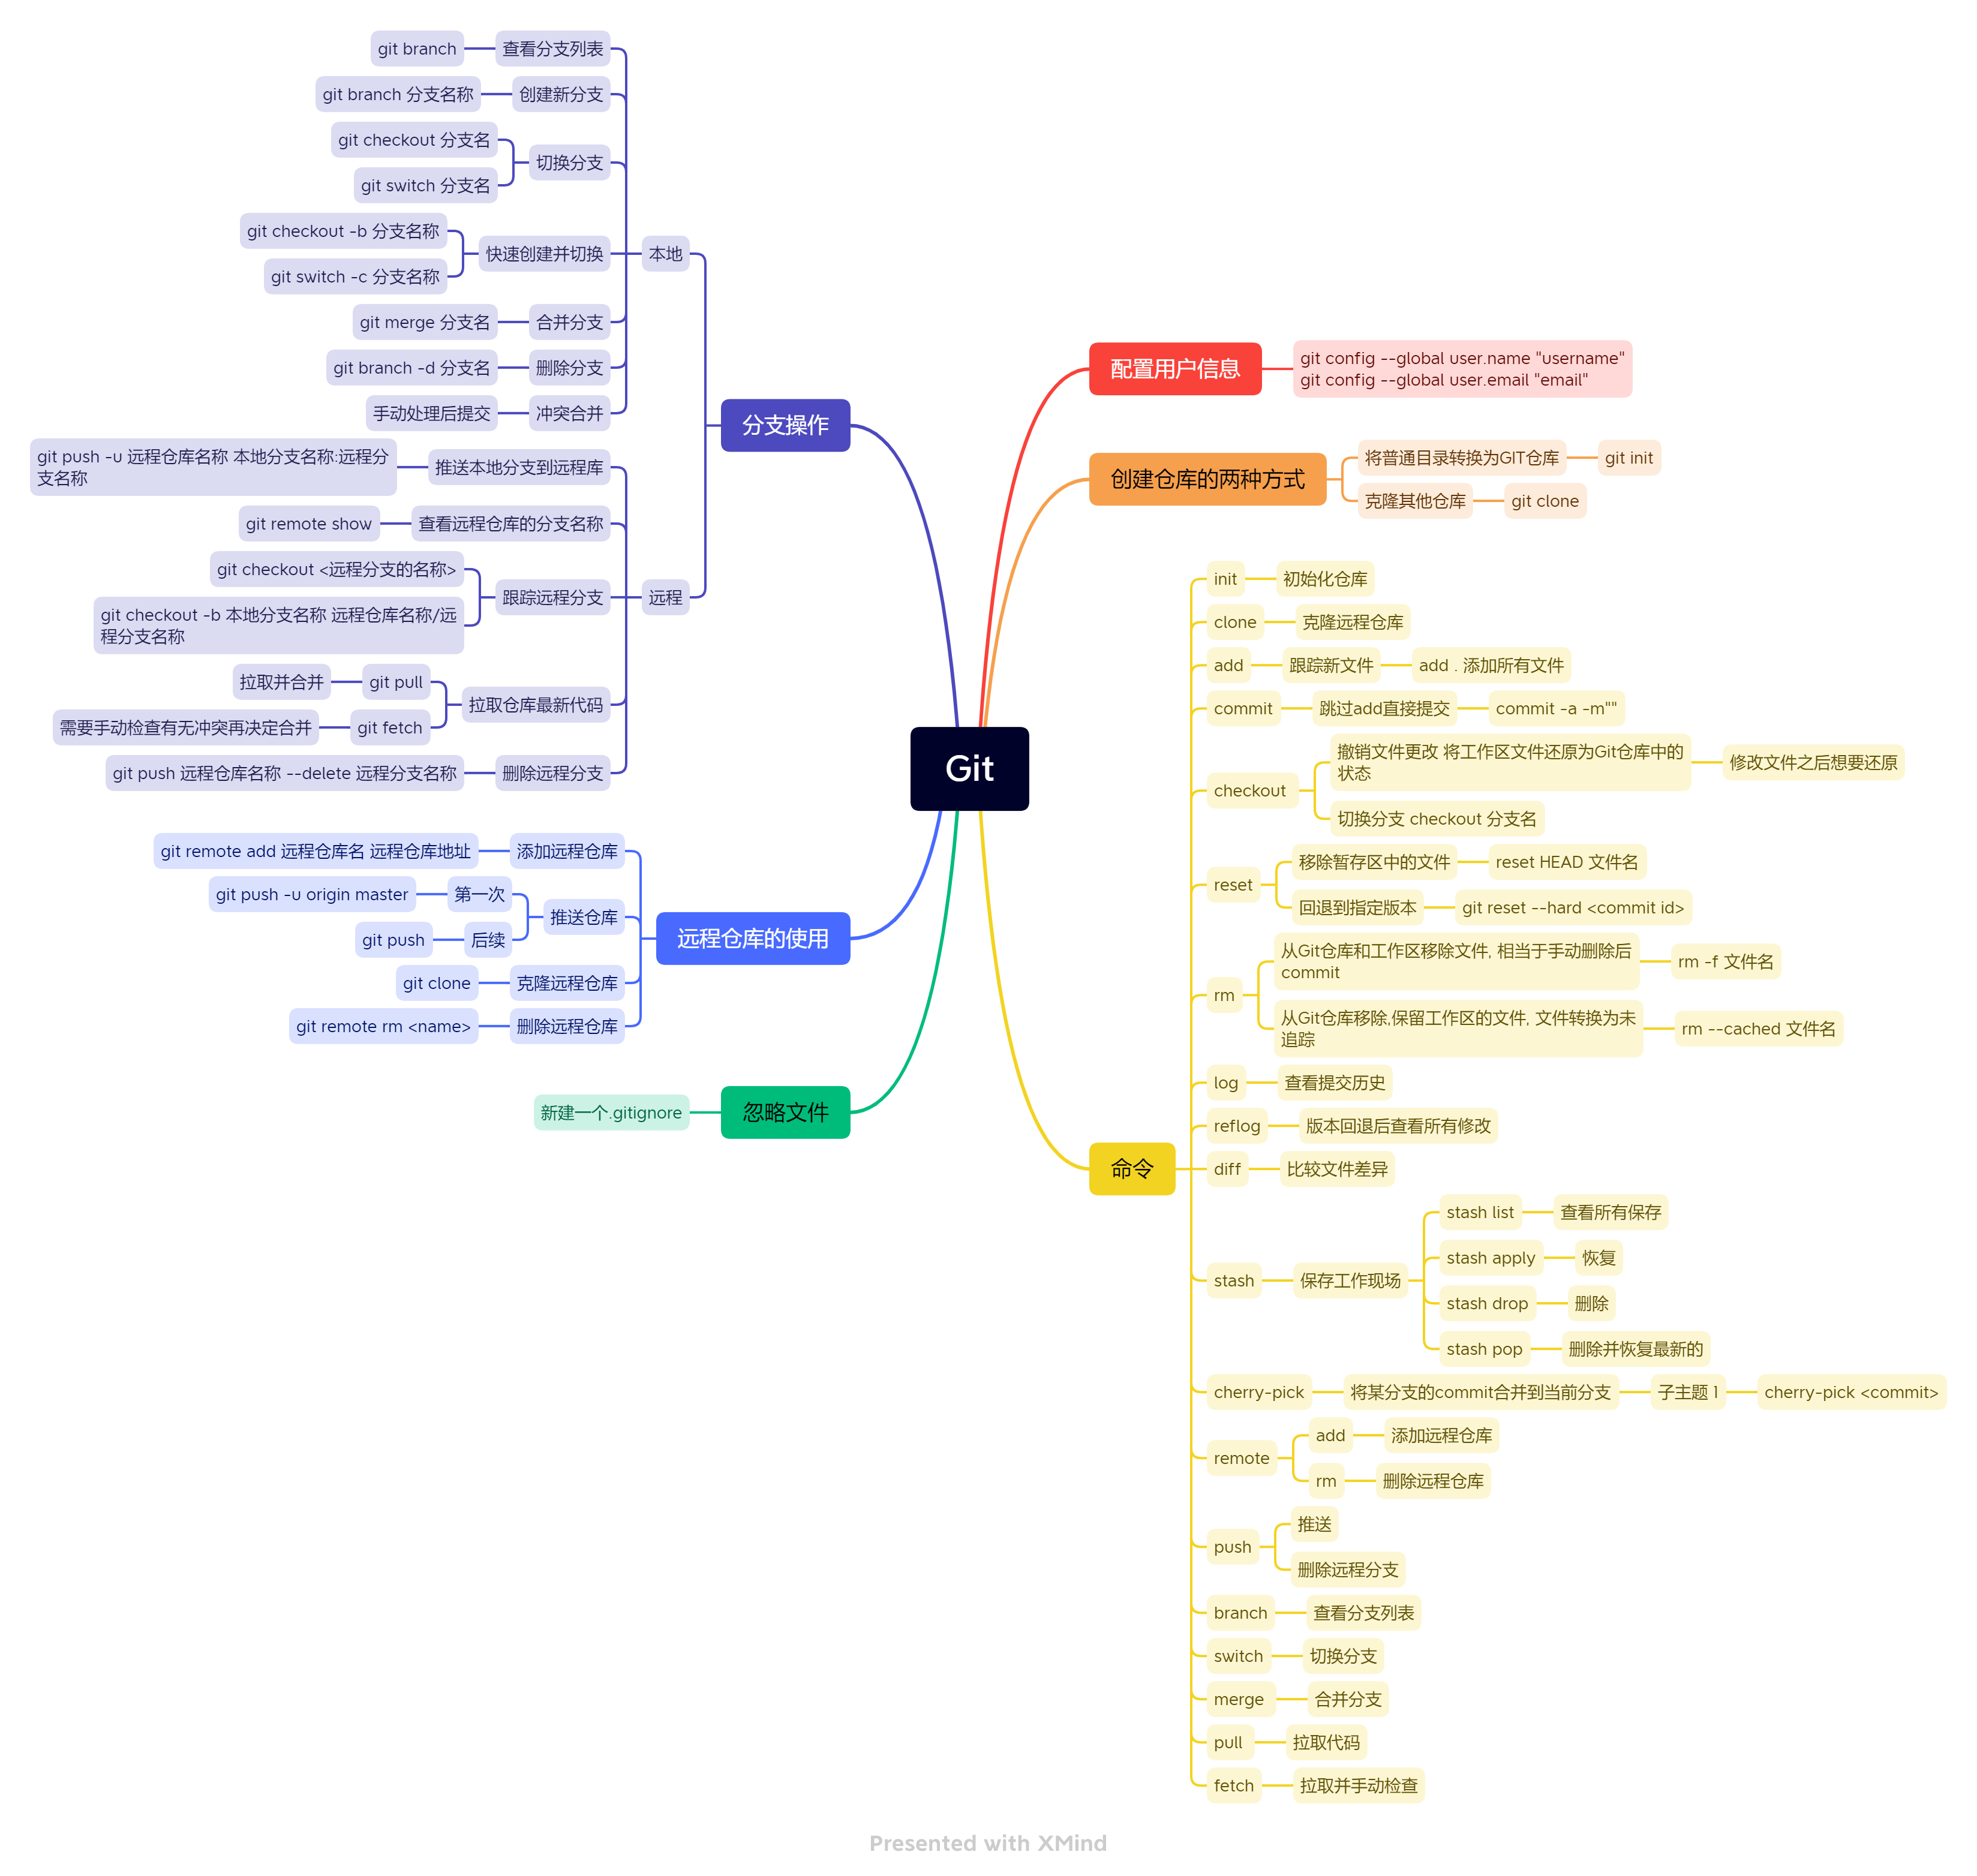 Git
配置用户信息
git config --global user.name "username"
git config --global user.email "email"
创建仓库的两种方式
将普通目录转换为GIT仓库
git init
克隆其他仓库
git clone
命令
init
初始化仓库
clone
克隆远程仓库
add
跟踪新文件
add . 添加所有文件
commit
跳过add直接提交
commit -a -m""
checkout
撤销文件更改 将工作区文件还原为Git仓库中的
状态
修改文件之后想要还原
切换分支 checkout 分支名
reset
移除暂存区中的文件
reset HEAD 文件名
回退到指定版本
git reset --hard <commit id>
rm
从Git仓库和工作区移除文件, 相当于手动删除后
commit
rm -f 文件名
从Git仓库移除,保留工作区的文件, 文件转换为未
追踪
rm --cached 文件名
log
查看提交历史
reflog
版本回退后查看所有修改
diff
比较文件差异
stash
保存工作现场
stash list
查看所有保存
stash apply
恢复
stash drop
删除
stash pop
删除并恢复最新的
cherry-pick
将某分支的commit合并到当前分支
子主题 1
cherry-pick <commit>
remote
add
添加远程仓库
rm
删除远程仓库
push
推送
删除远程分支
branch
查看分支列表
switch
切换分支
merge
合并分支
pull
拉取代码
fetch
拉取并手动检查
分支操作
本地
查看分支列表
git branch
创建新分支
git branch 分支名称
切换分支
git checkout 分支名
git switch 分支名
快速创建并切换
git checkout -b 分支名称
git switch -c 分支名称
合并分支
git merge 分支名
删除分支
git branch -d 分支名
冲突合并
手动处理后提交
远程
推送本地分支到远程库
git push -u 远程仓库名称 本地分支名称:远程分
支名称
查看远程仓库的分支名称
git remote show
跟踪远程分支
git checkout <远程分支的名称>
git checkout -b 本地分支名称 远程仓库名称/远
程分支名称
拉取仓库最新代码
git pull
拉取并合并
git fetch
需要手动检查有无冲突再决定合并
删除远程分支
git push 远程仓库名称 --delete 远程分支名称
远程仓库的使用
添加远程仓库
git remote add 远程仓库名 远程仓库地址
推送仓库
第一次
git push -u origin master
后续
git push
克隆远程仓库
git clone
删除远程仓库
git remote rm <name>
忽略文件
新建一个.gitignore
Presented with XMind